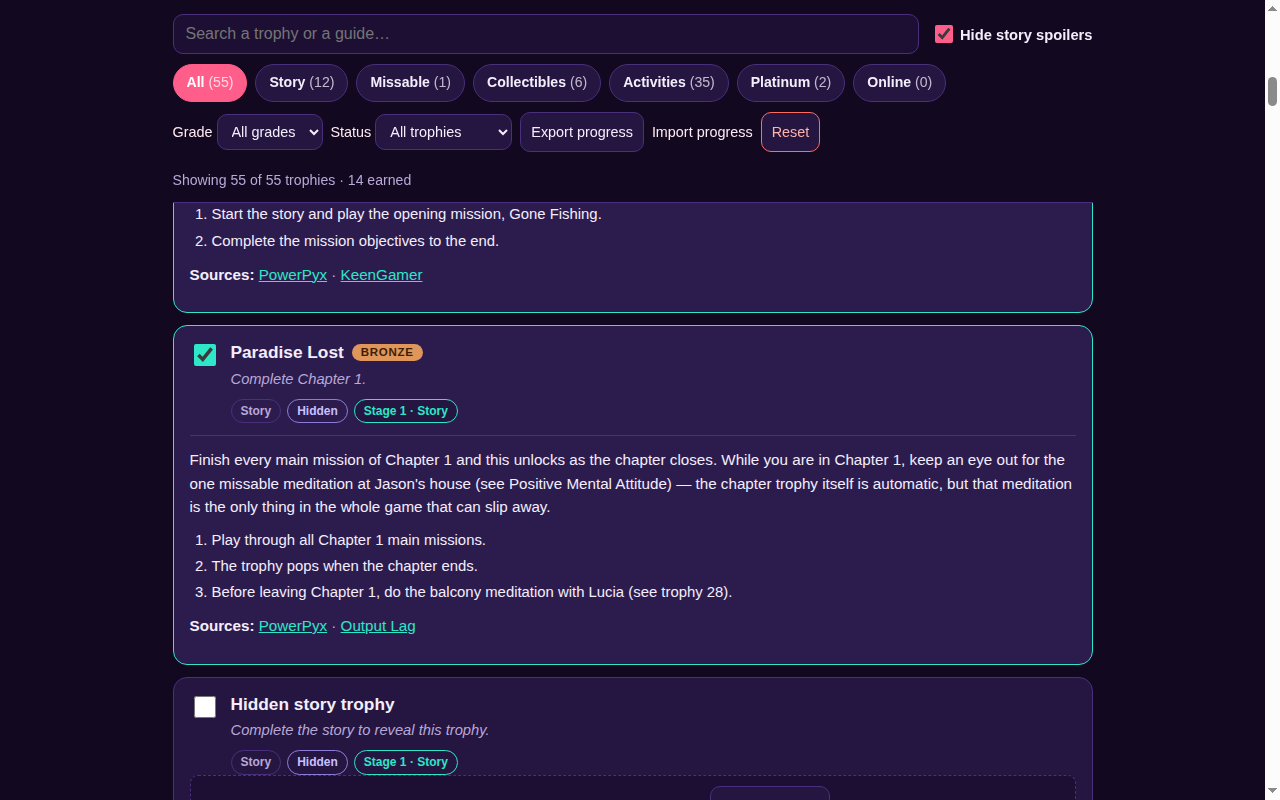 Search a trophy or a guide…
Hide story spoilers
All (55) Story (12) Missable (1) Collectibles (6) Activities (35) Platinum (2) Online (0)
Grade All grades Status All trophies Export progress Import progress Reset
Showing 55 of 55 trophies · 14 earned
1. Start the story and play the opening mission, Gone Fishing.
2. Complete the mission objectives to the end.
Sources: PowerPyx · KeenGamer
Paradise Lost BRONZE
Complete Chapter 1.
Story Hidden Stage 1 · Story
Finish every main mission of Chapter 1 and this unlocks as the chapter closes. While you are in Chapter 1, keep an eye out for the
one missable meditation at Jason's house (see Positive Mental Attitude) — the chapter trophy itself is automatic, but that meditation
is the only thing in the whole game that can slip away.
1. Play through all Chapter 1 main missions.
2. The trophy pops when the chapter ends.
3. Before leaving Chapter 1, do the balcony meditation with Lucia (see trophy 28).
Sources: PowerPyx · Output Lag
Hidden story trophy
Complete the story to reveal this trophy.
Story Hidden Stage 1 · Story